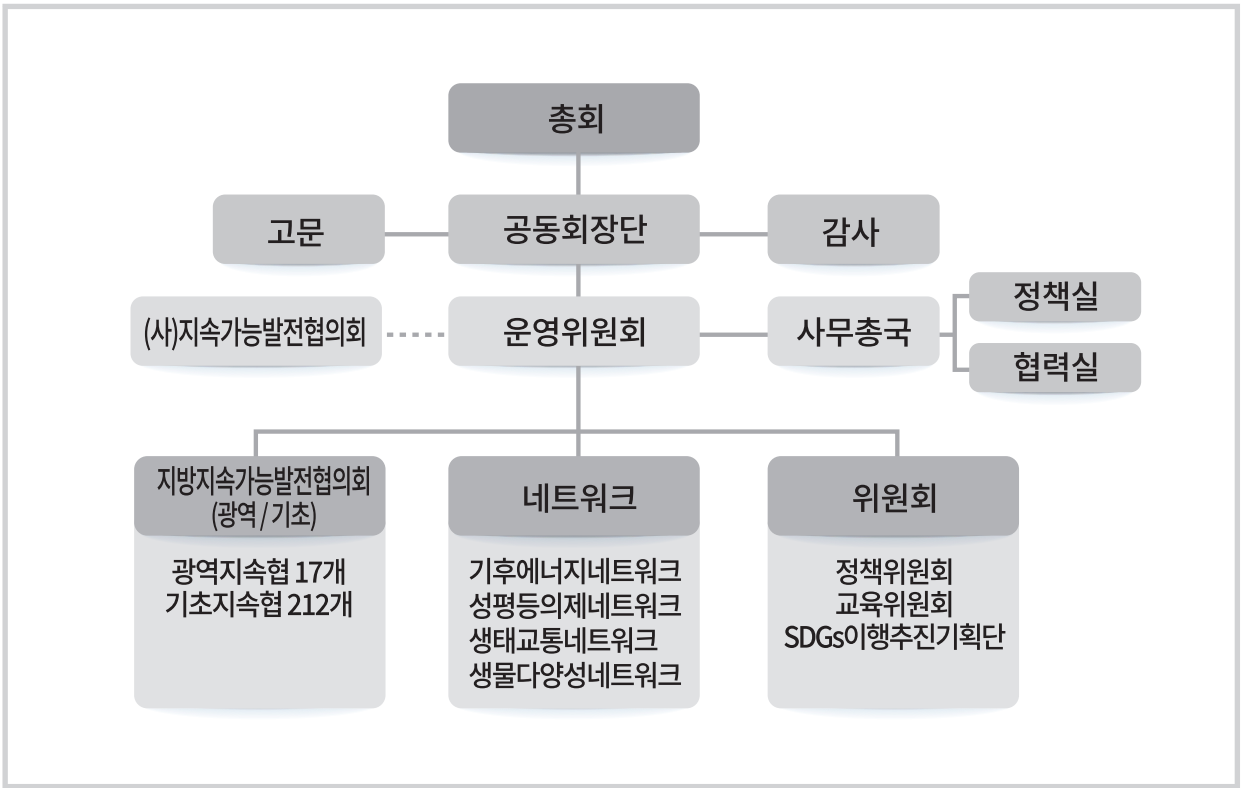 총회
고문
공동회장단
감사
(사)지속가능발전협의회
운영위원회
사무총국
정책실
협력실
지방지속가능발전협의회
(광역 / 기초)
광역지속협 17개
기초지속협 212개
네트워크
기후에너지네트워크
성평등의제네트워크
생태교통네트워크
생물다양성네트워크
위원회
정책위원회
교육위원회
SDGs이행추진기획단